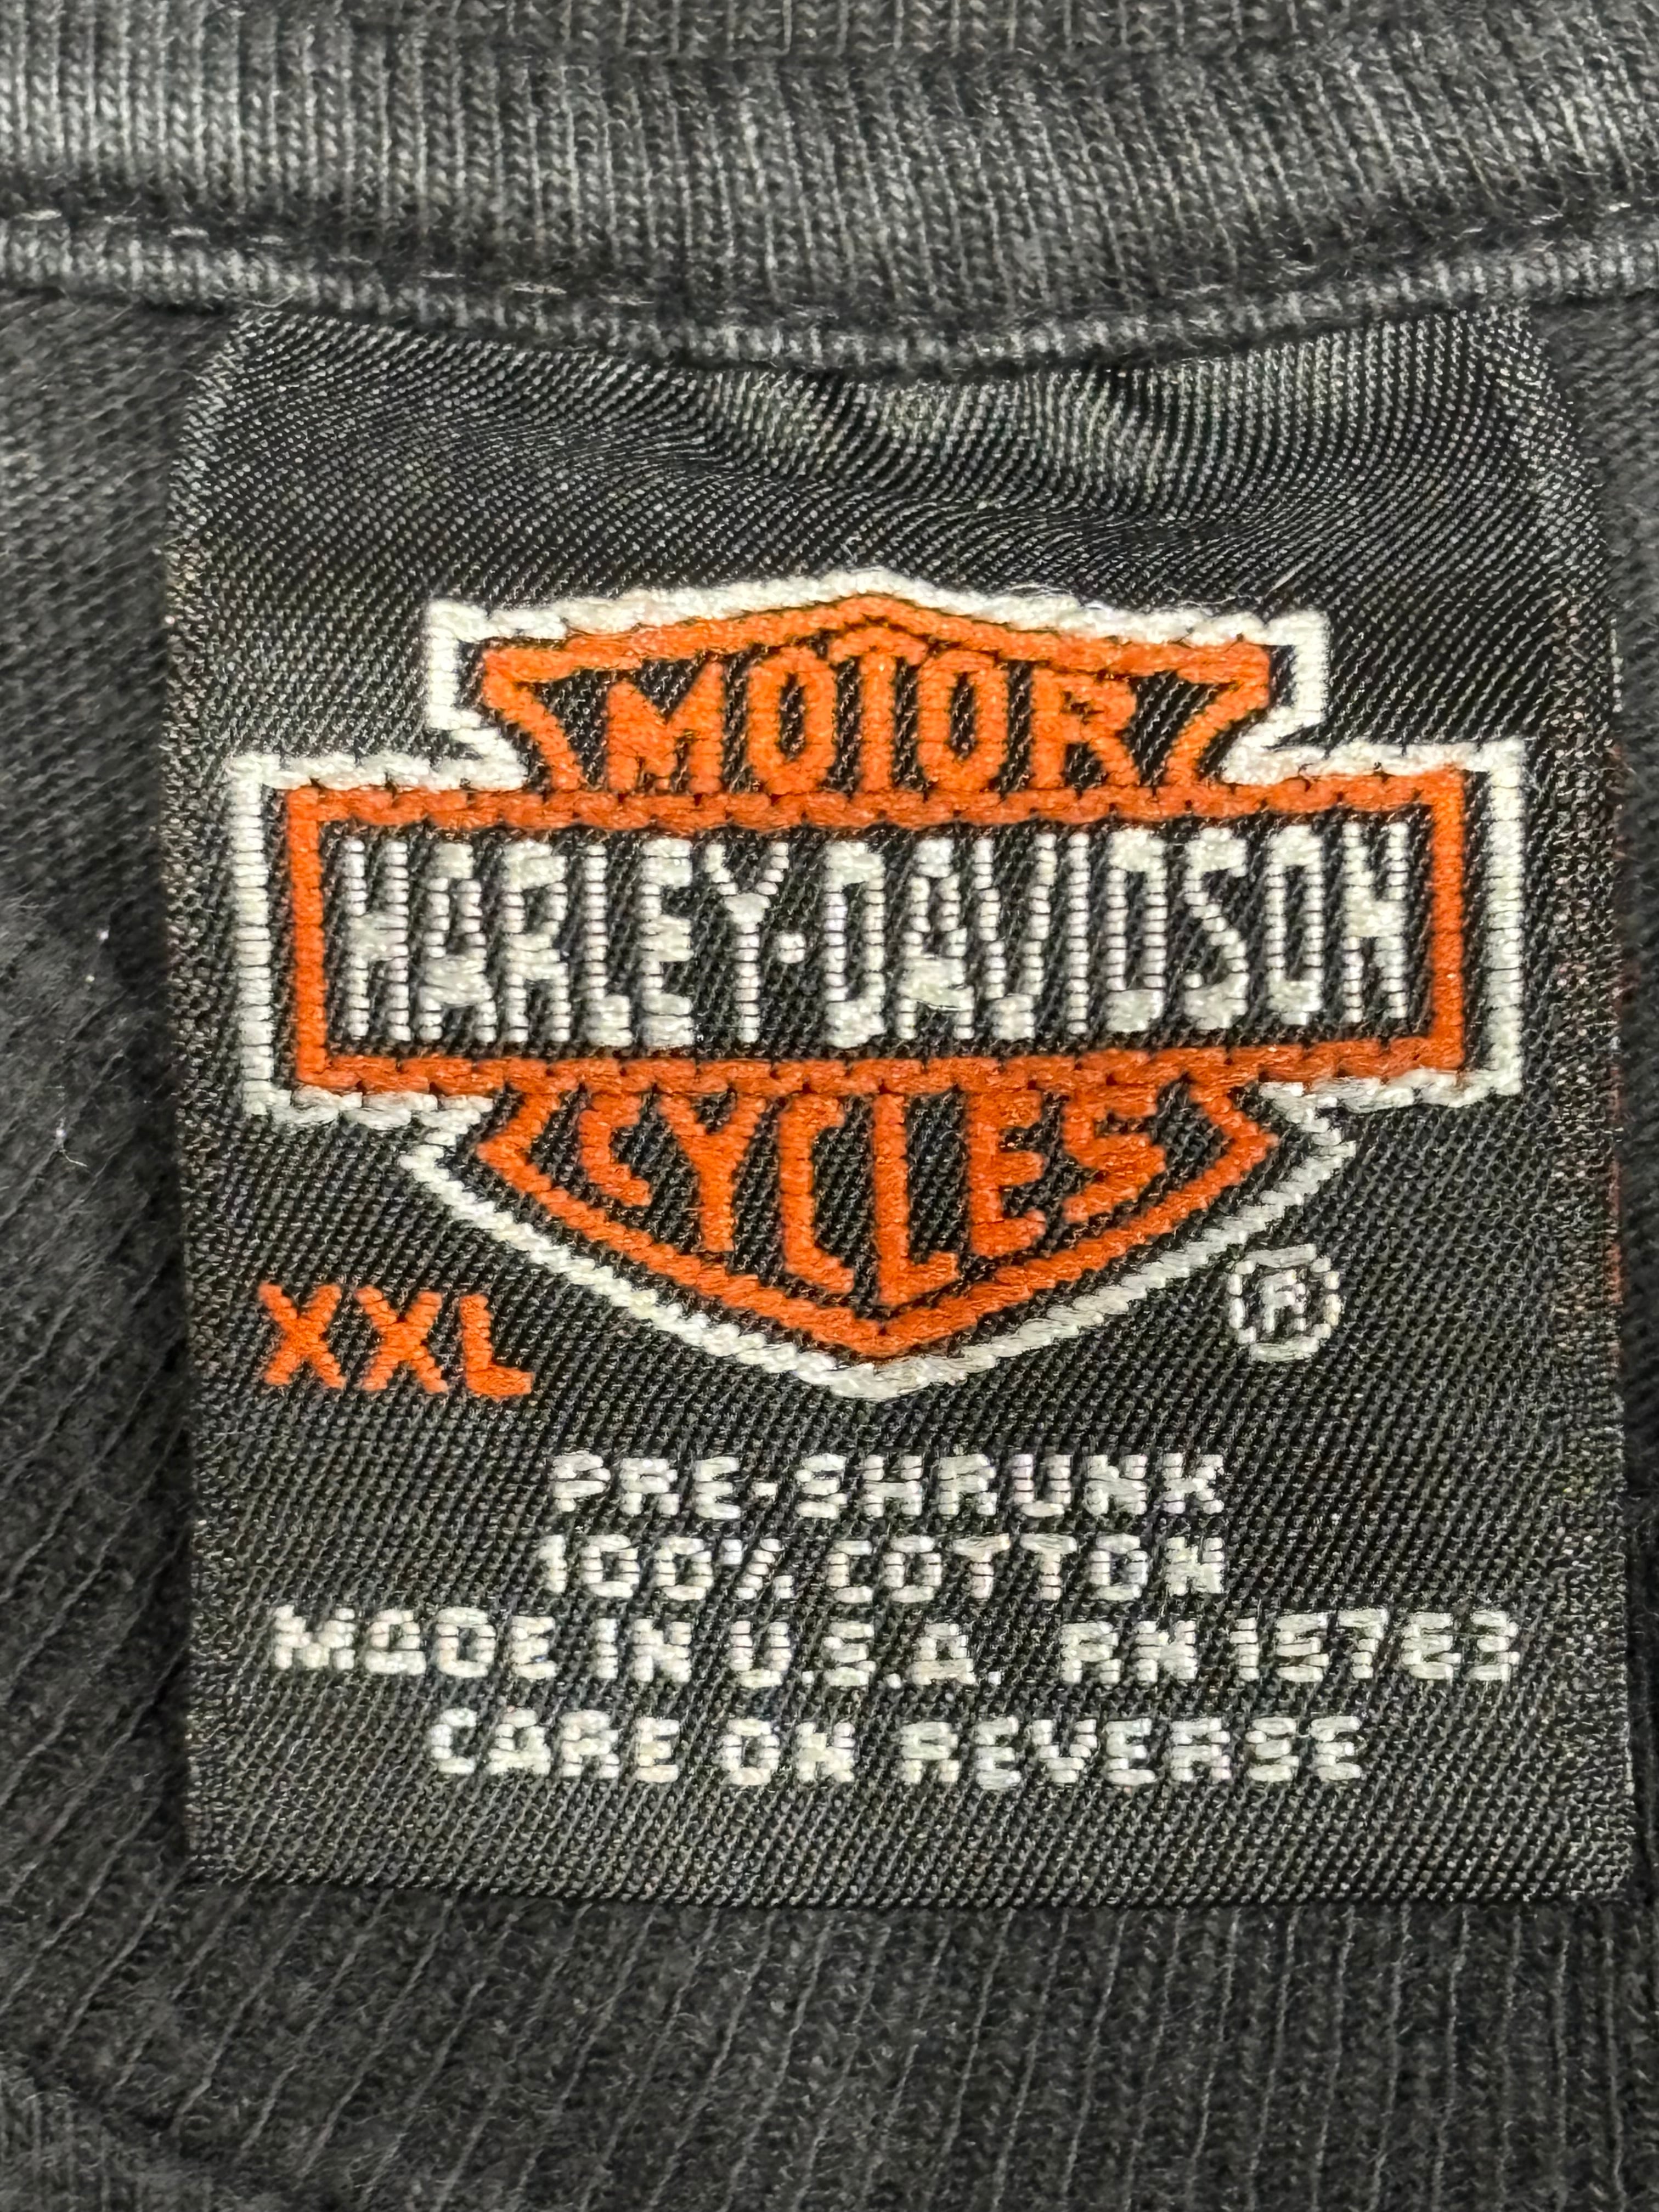 MOTOR
HARLEY-DAVIDSON
CYCLES
XXL ®
PRE-SHRUNK
100% COTTON
MADE IN U.S.A. RN 15763
CARE ON REVERSE